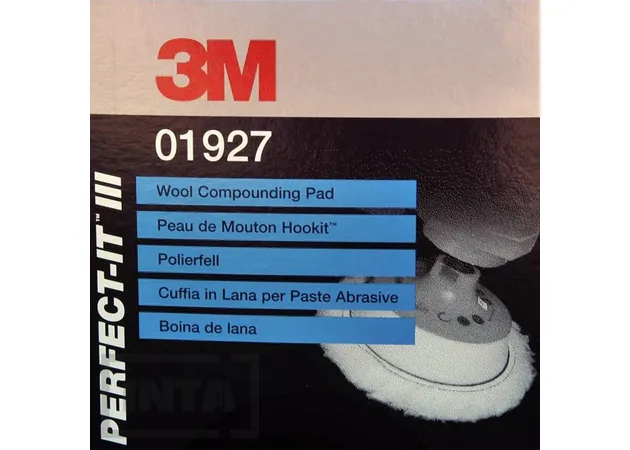 3M
01927
Wool Compounding Pad
Peau de Mouton Hookit™
Polierfell
Cuffia in Lana per Paste Abrasive
Boina de lana
PERFECT-IT™ III